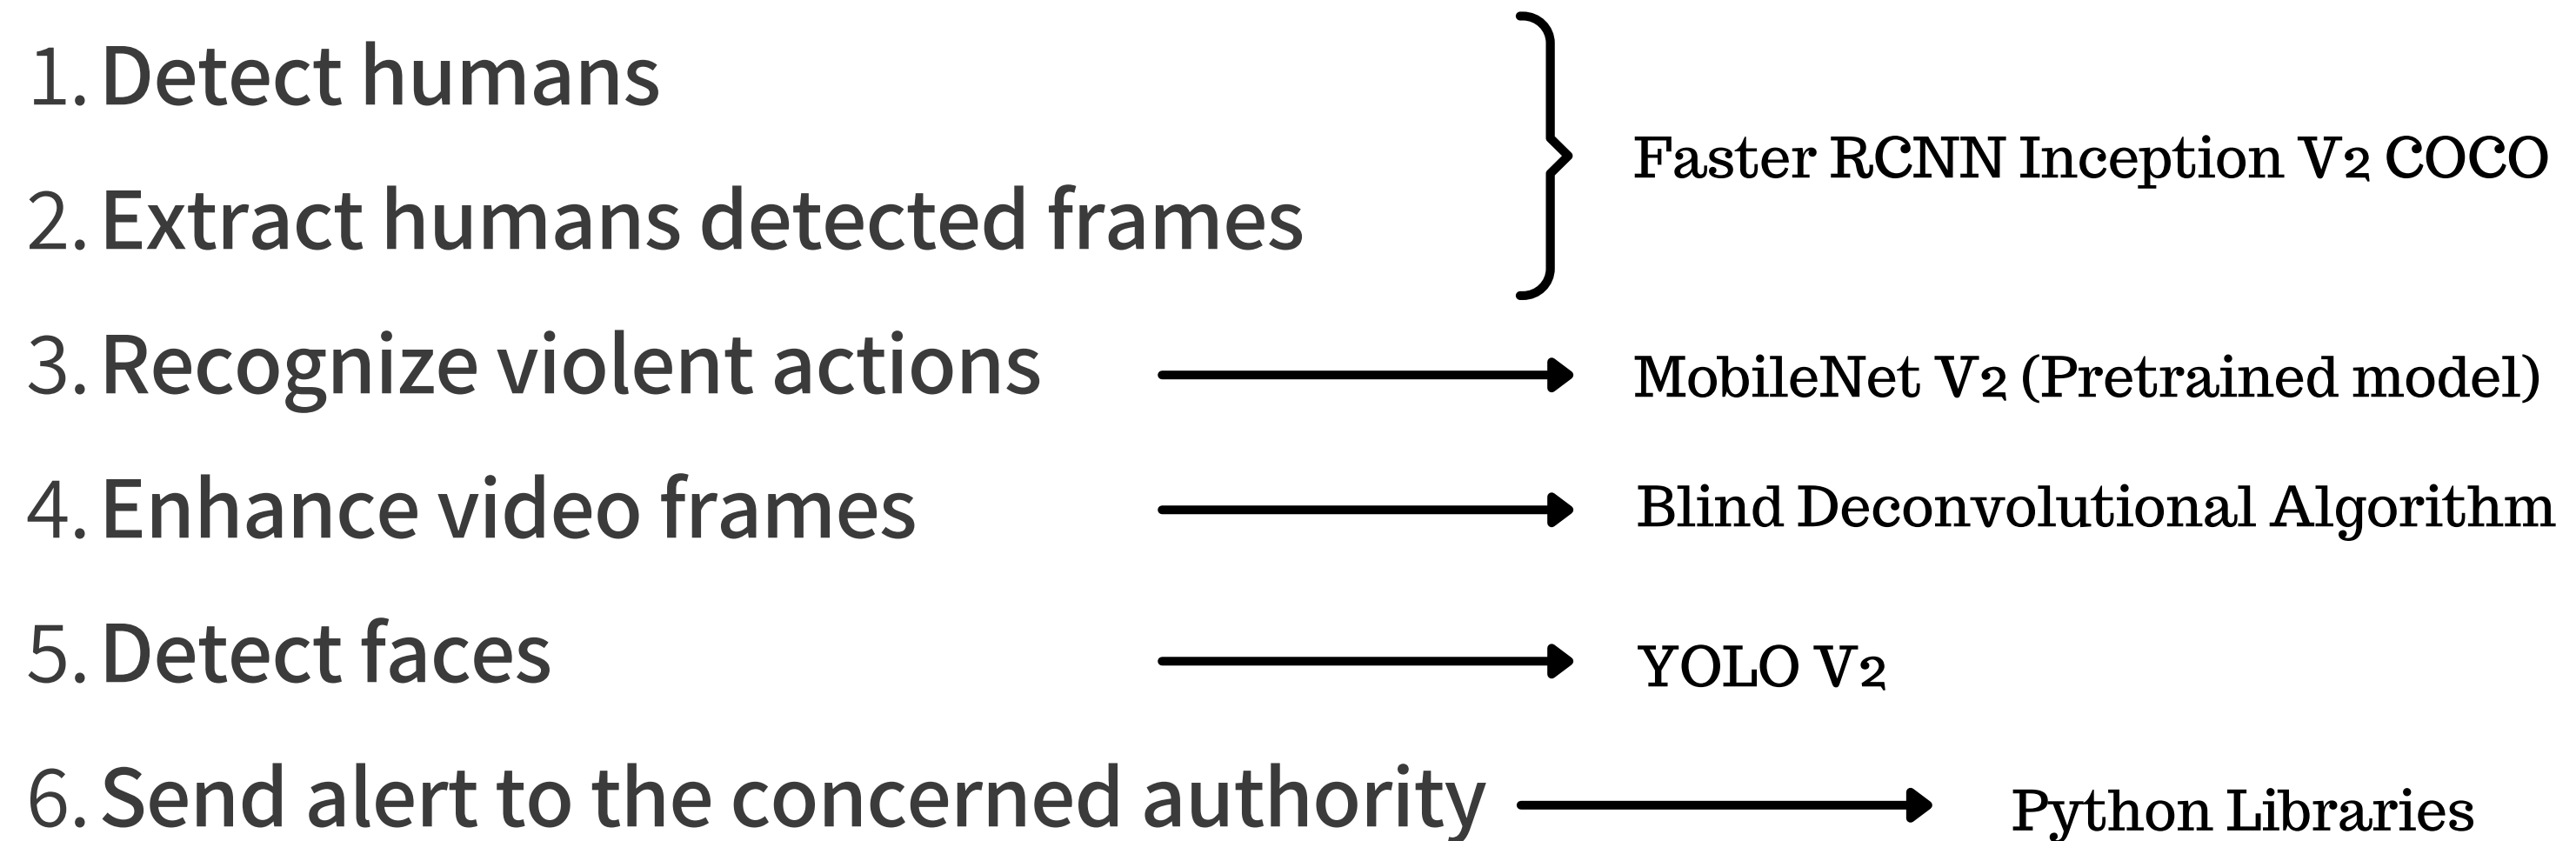 1. Detect humans
2. Extract humans detected frames
Faster RCNN Inception V2 COCO
3. Recognize violent actions
MobileNet V2 (Pretrained model)
4. Enhance video frames
Blind Deconvolutional Algorithm
5. Detect faces
YOLO V2
6. Send alert to the concerned authority
Python Libraries